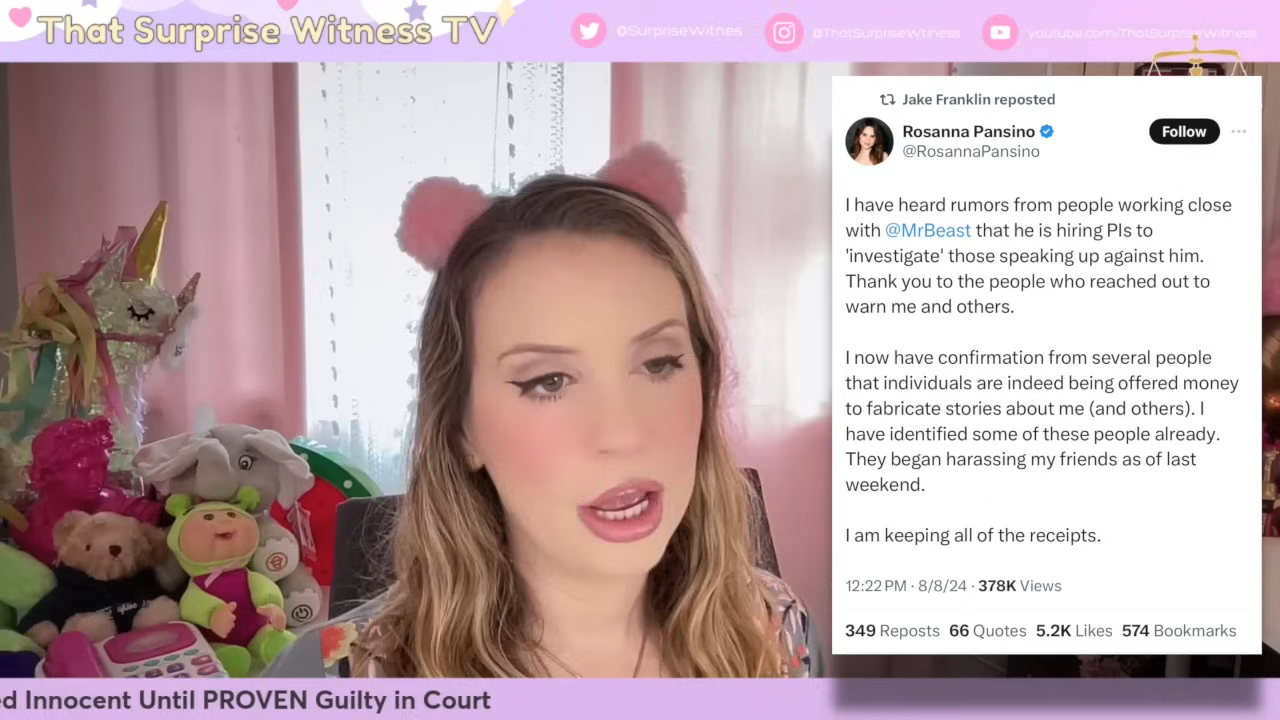 That Surprise Witness TV
@SurpriseWitnes
@ThatSurpriseWitness
youtube.com/ThatSurpriseWitness
Jake Franklin reposted
Rosanna Pansino
@RosannaPansino
Follow
I have heard rumors from people working close
with @MrBeast that he is hiring PIs to
'investigate' those speaking up against him.
Thank you to the people who reached out to
warn me and others.
I now have confirmation from several people
that individuals are indeed being offered money
to fabricate stories about me (and others). I
have identified some of these people already.
They began harassing my friends as of last
weekend.
I am keeping all of the receipts.
12:22 PM · 8/8/24 · 378K Views
349 Reposts 66 Quotes 5.2K Likes 574 Bookmarks
ed Innocent Until PROVEN Guilty in Court